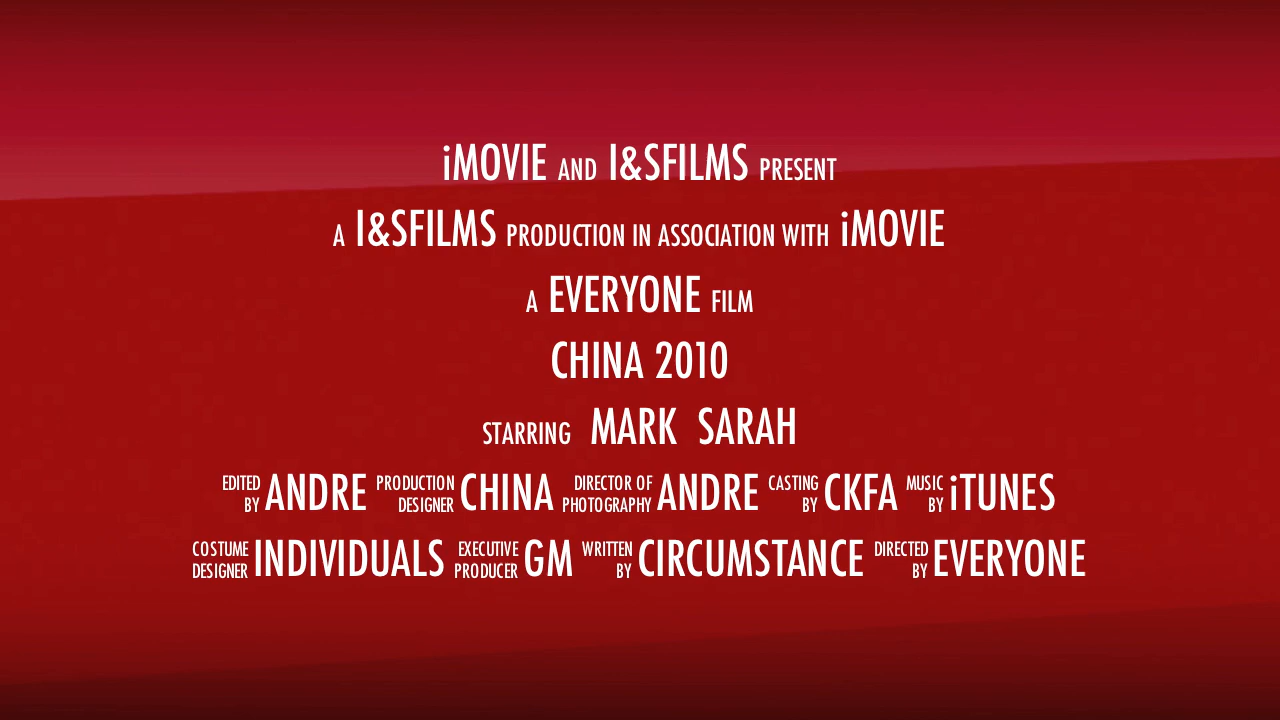 iMOVIE AND I&SFILMS PRESENT
A I&SFILMS PRODUCTION IN ASSOCIATION WITH iMOVIE
A EVERYONE FILM
CHINA 2010
STARRING MARK SARAH
EDITED BY ANDRE PRODUCTION DESIGNER CHINA DIRECTOR OF PHOTOGRAPHY ANDRE CASTING BY CKFA MUSIC BY iTUNES
COSTUME DESIGNER INDIVIDUALS EXECUTIVE PRODUCER GM WRITTEN BY CIRCUMSTANCE DIRECTED BY EVERYONE